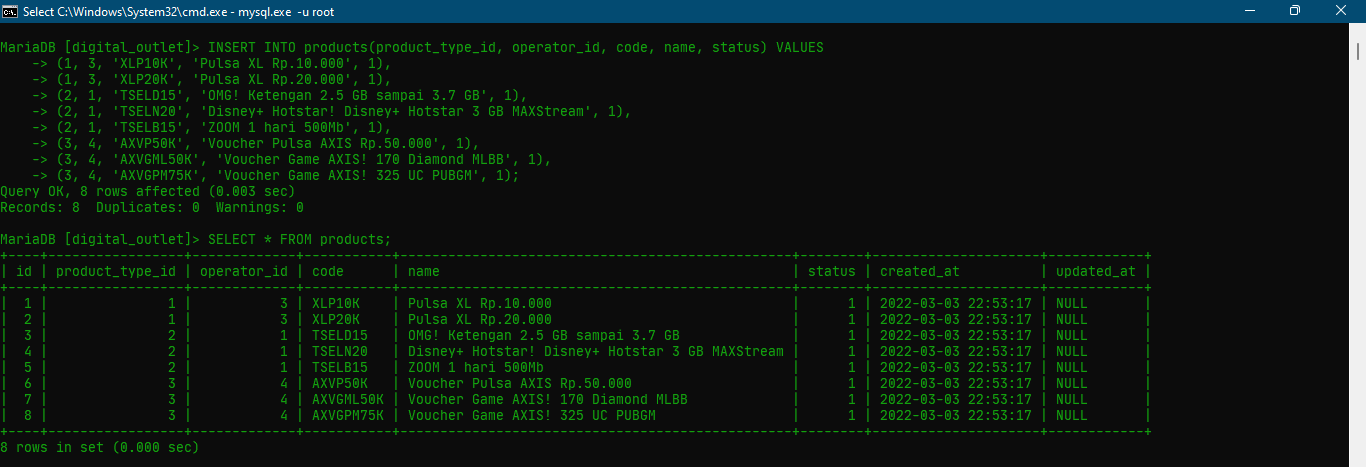 Select C:\Windows\System32\cmd.exe - mysql.exe -u root
MariaDB [digital_outlet]> INSERT INTO products(product_type_id, operator_id, code, name, status) VALUES
    -> (1, 3, 'XLP10K', 'Pulsa XL Rp.10.000', 1),
    -> (1, 3, 'XLP20K', 'Pulsa XL Rp.20.000', 1),
    -> (2, 1, 'TSELD15', 'OMG! Ketengan 2.5 GB sampai 3.7 GB', 1),
    -> (2, 1, 'TSELN20', 'Disney+ Hotstar! Disney+ Hotstar 3 GB MAXStream', 1),
    -> (2, 1, 'TSELB15', 'ZOOM 1 hari 500Mb', 1),
    -> (3, 4, 'AXVP50K', 'Voucher Pulsa AXIS Rp.50.000', 1),
    -> (3, 4, 'AXVGML50K', 'Voucher Game AXIS! 170 Diamond MLBB', 1),
    -> (3, 4, 'AXVGPM75K', 'Voucher Game AXIS! 325 UC PUBGM', 1);
Query OK, 8 rows affected (0.003 sec)
Records: 8  Duplicates: 0  Warnings: 0
MariaDB [digital_outlet]> SELECT * FROM products;
| id | product_type_id | operator_id | code      | name                                            | status | created_at          | updated_at |
|  1 |               1 |           3 | XLP10K    | Pulsa XL Rp.10.000                              |      1 | 2022-03-03 22:53:17 | NULL       |
|  2 |               1 |           3 | XLP20K    | Pulsa XL Rp.20.000                              |      1 | 2022-03-03 22:53:17 | NULL       |
|  3 |               2 |           1 | TSELD15   | OMG! Ketengan 2.5 GB sampai 3.7 GB              |      1 | 2022-03-03 22:53:17 | NULL       |
|  4 |               2 |           1 | TSELN20   | Disney+ Hotstar! Disney+ Hotstar 3 GB MAXStream |      1 | 2022-03-03 22:53:17 | NULL       |
|  5 |               2 |           1 | TSELB15   | ZOOM 1 hari 500Mb                               |      1 | 2022-03-03 22:53:17 | NULL       |
|  6 |               3 |           4 | AXVP50K   | Voucher Pulsa AXIS Rp.50.000                    |      1 | 2022-03-03 22:53:17 | NULL       |
|  7 |               3 |           4 | AXVGML50K | Voucher Game AXIS! 170 Diamond MLBB             |      1 | 2022-03-03 22:53:17 | NULL       |
|  8 |               3 |           4 | AXVGPM75K | Voucher Game AXIS! 325 UC PUBGM                 |      1 | 2022-03-03 22:53:17 | NULL       |
8 rows in set (0.000 sec)